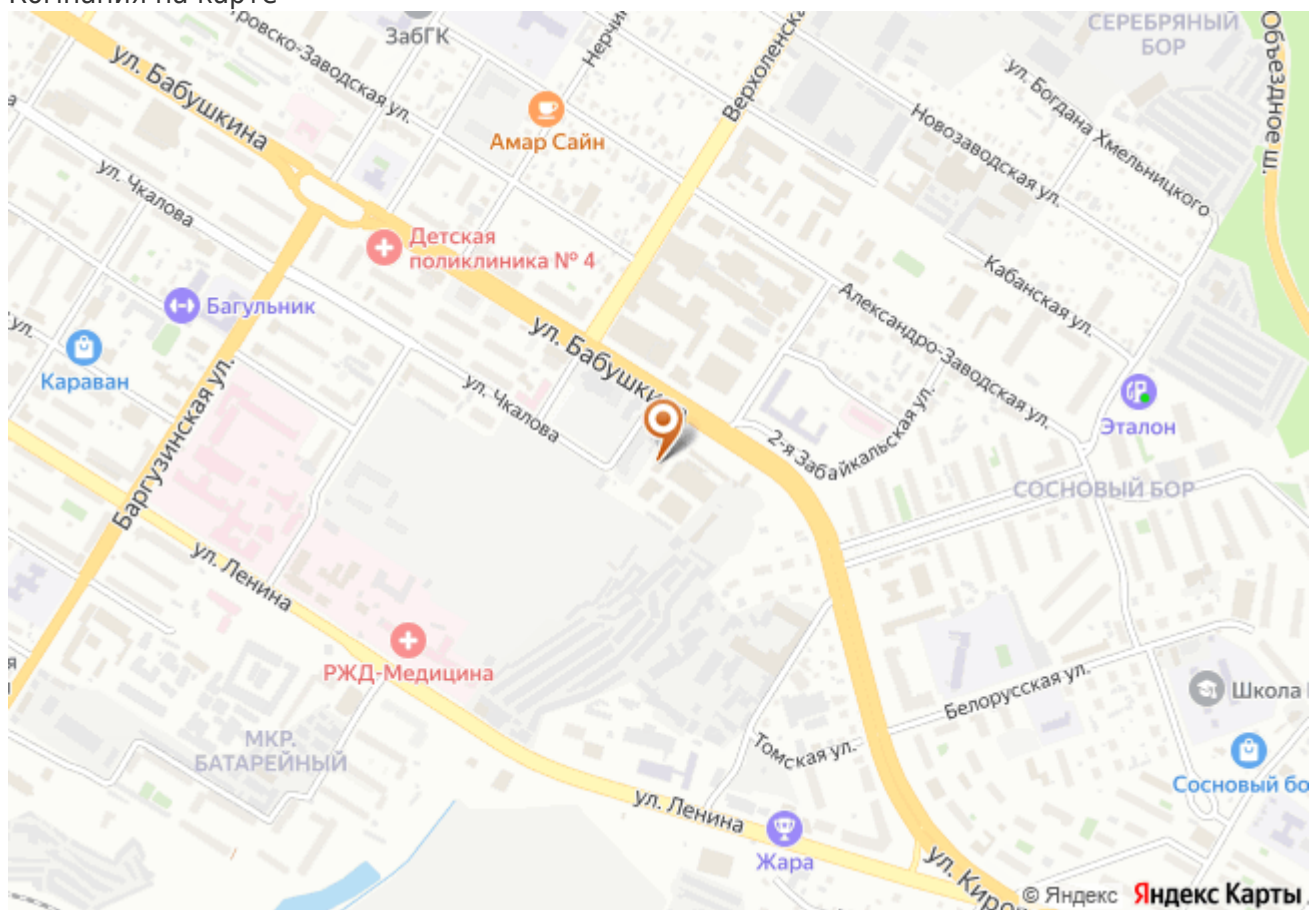 Компания на карте
СЕРЕБРЯНЫЙ
БОР
ЗабГК
Объездное ш.
ул. Бабушкина
Амар Сайн
ул. Богдана Хмельницкого
Новозаводская ул.
ул. Чкалова
Детская
поликлиника № 4
Багульник
Кабанская ул.
Александро-Заводская ул.
ул. Бабушкина
Караван
ул. Чкалова
Эталон
2-я Забайкальская ул.
СОСНОВЫЙ БОР
Баргузинская ул.
ул. Ленина
РЖД-Медицина
Белорусская ул.
Школа
МКР.
БАТАРЕЙНЫЙ
Томская ул.
Сосновый бо
ул. Ленина
Жара
ул. Киро
© Яндекс Яндекс Карты